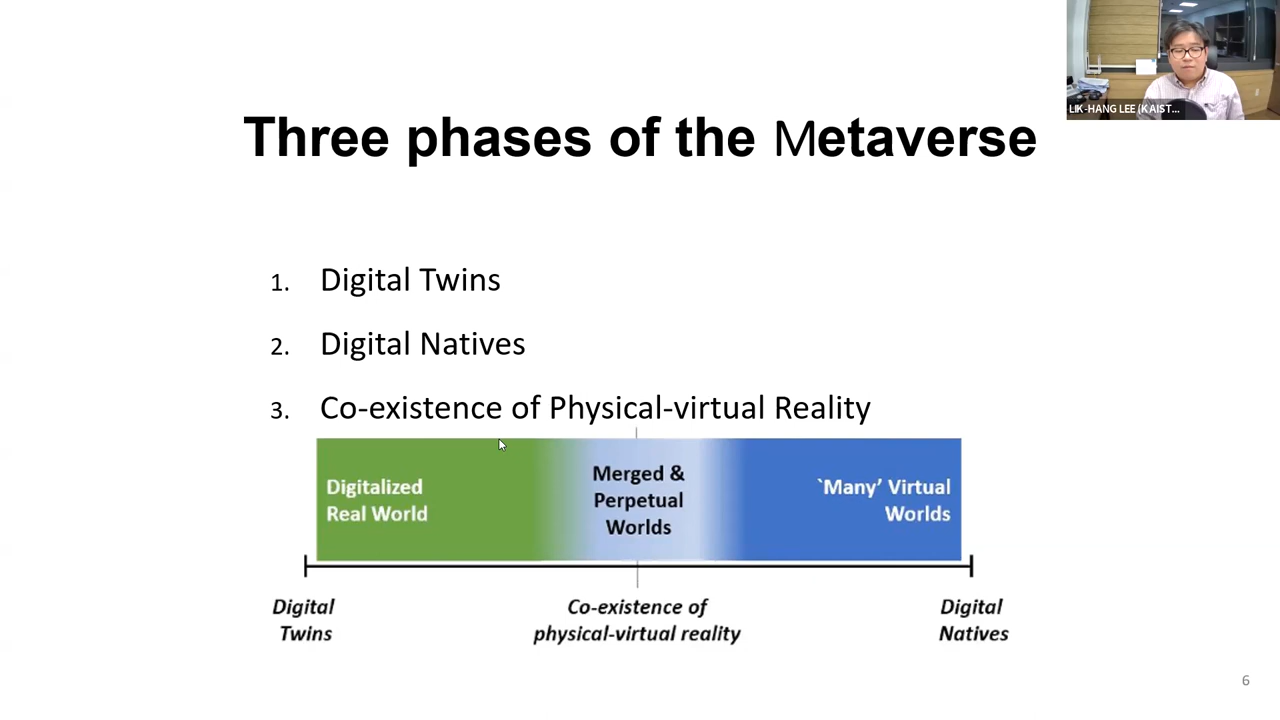 LIK-HANG LEE (KAIST...
Three phases of the Metaverse
1. Digital Twins
2. Digital Natives
3. Co-existence of Physical-virtual Reality
Digitalized
Real World
Merged &
Perpetual
Worlds
`Many’ Virtual
Worlds
Digital
Twins
Co-existence of
physical-virtual reality
Digital
Natives
6